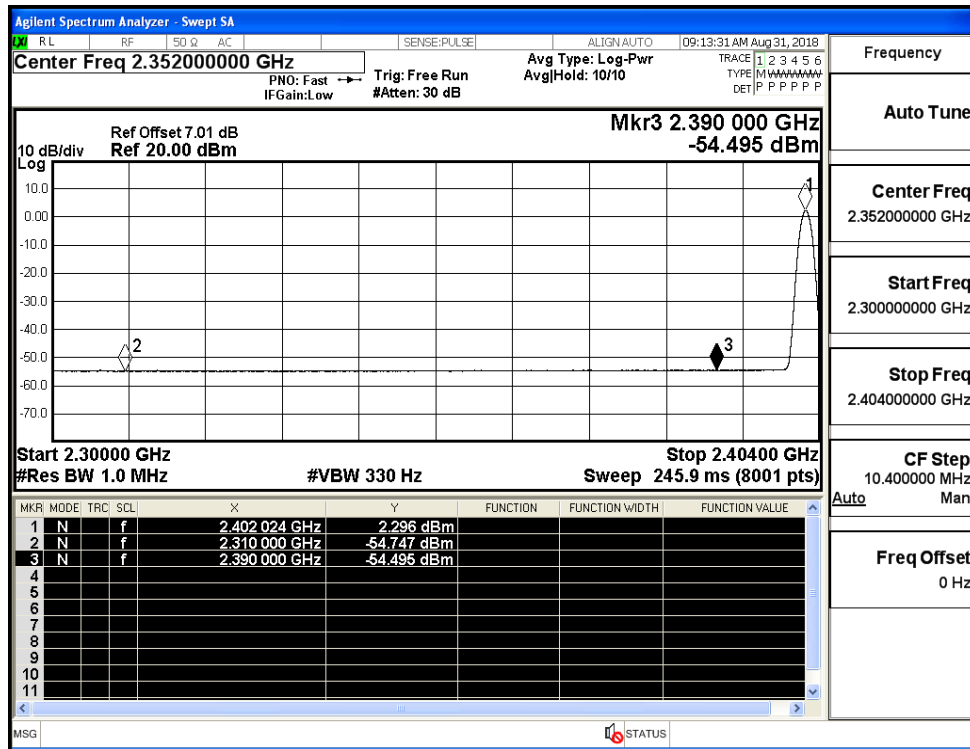 Agilent Spectrum Analyzer - Swept SA
LXI RL RF 50 Ω AC SENSE:PULSE ALIGN AUTO 09:13:31 AM Aug 31, 2018
Center Freq 2.352000000 GHz
PNO: Fast
IFGain:Low
Trig: Free Run
#Atten: 30 dB
Avg Type: Log-Pwr
Avg|Hold: 10/10
TRACE 1 2 3 4 5 6
TYPE M W W W W W
DET P P P P P P
Mkr3 2.390 000 GHz
-54.495 dBm
Ref Offset 7.01 dB
10 dB/div Ref 20.00 dBm
Log
10.0
0.00
-10.0
-20.0
-30.0
-40.0
-50.0
-60.0
-70.0
1
2
3
Start 2.30000 GHz Stop 2.40400 GHz
#Res BW 1.0 MHz #VBW 330 Hz Sweep 245.9 ms (8001 pts)
MKR MODE TRC SCL X Y FUNCTION FUNCTION WIDTH FUNCTION VALUE
1 N f 2.402 024 GHz 2.296 dBm
2 N f 2.310 000 GHz -54.747 dBm
3 N f 2.390 000 GHz -54.495 dBm
4
5
6
7
8
9
10
11
MSG STATUS
Frequency
Auto Tune
Center Freq
2.352000000 GHz
Start Freq
2.300000000 GHz
Stop Freq
2.404000000 GHz
CF Step
10.400000 MHz
Auto Man
Freq Offset
0 Hz